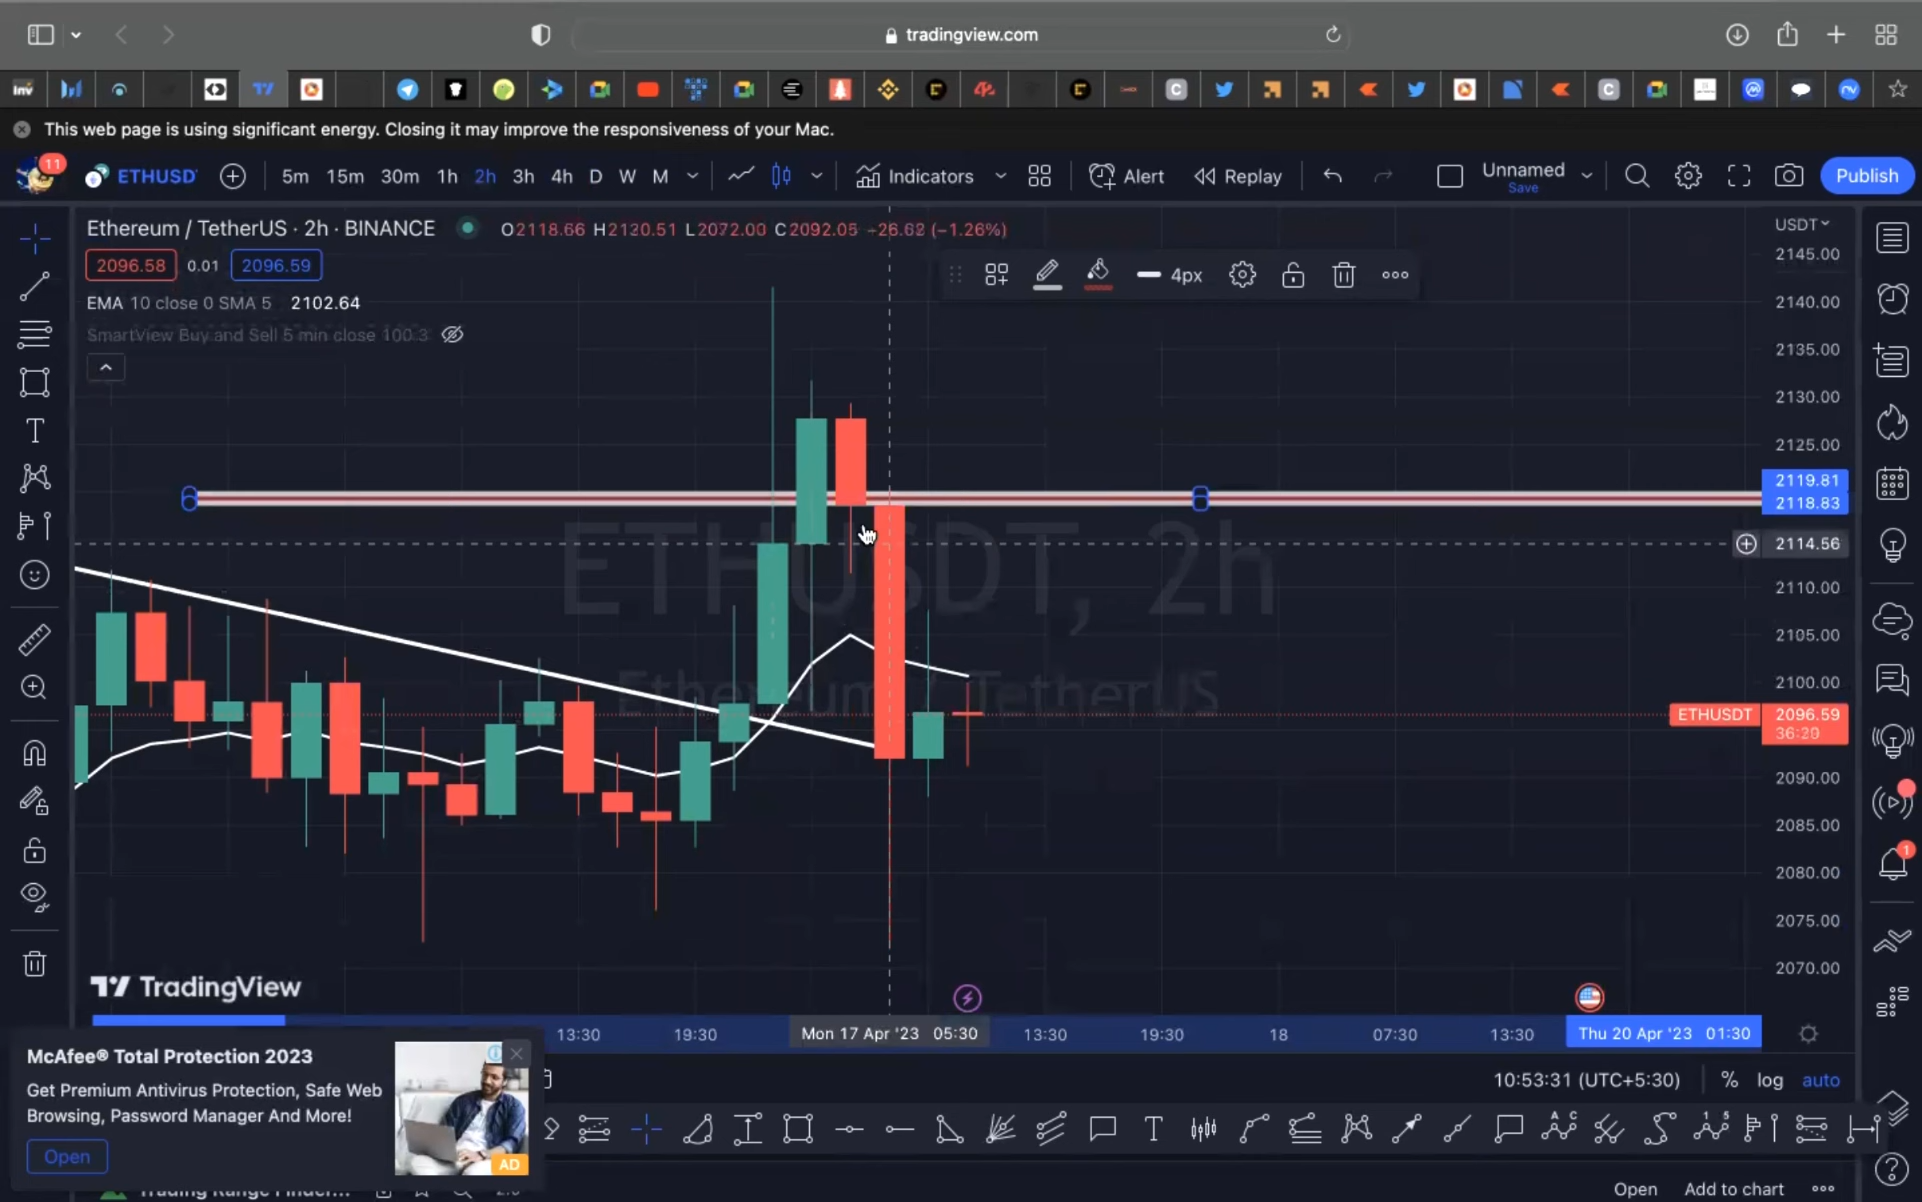 tradingview.com
This web page is using significant energy. Closing it may improve the responsiveness of your Mac.
11
ETHUSD
5m 15m 30m 1h 2h 3h 4h D W M
Indicators
Alert
Replay
Unnamed
Save
Publish
Ethereum / TetherUS · 2h · BINANCE
O2118.66 H2120.51 L2072.00 C2092.05 −26.62 (−1.26%)
2096.58 0.01 2096.59
EMA 10 close 0 SMA 5 2102.64
SmartView Buy and Sell 5 min close 100 3
4px
USDT
2145.00
2140.00
2135.00
2130.00
2125.00
2119.81
2118.83
2114.56
2110.00
2105.00
2100.00
ETHUSDT 2096.59
36:29
2090.00
2085.00
2080.00
2075.00
2070.00
ETHUSDT, 2h
Ethereum / TetherUS
TradingView
13:30 19:30 Mon 17 Apr '23 05:30 13:30 19:30 18 07:30 13:30 Thu 20 Apr '23 01:30
10:53:31 (UTC+5:30) % log auto
McAfee® Total Protection 2023
Get Premium Antivirus Protection, Safe Web
Browsing, Password Manager And More!
Open
AD
Open Add to chart
1